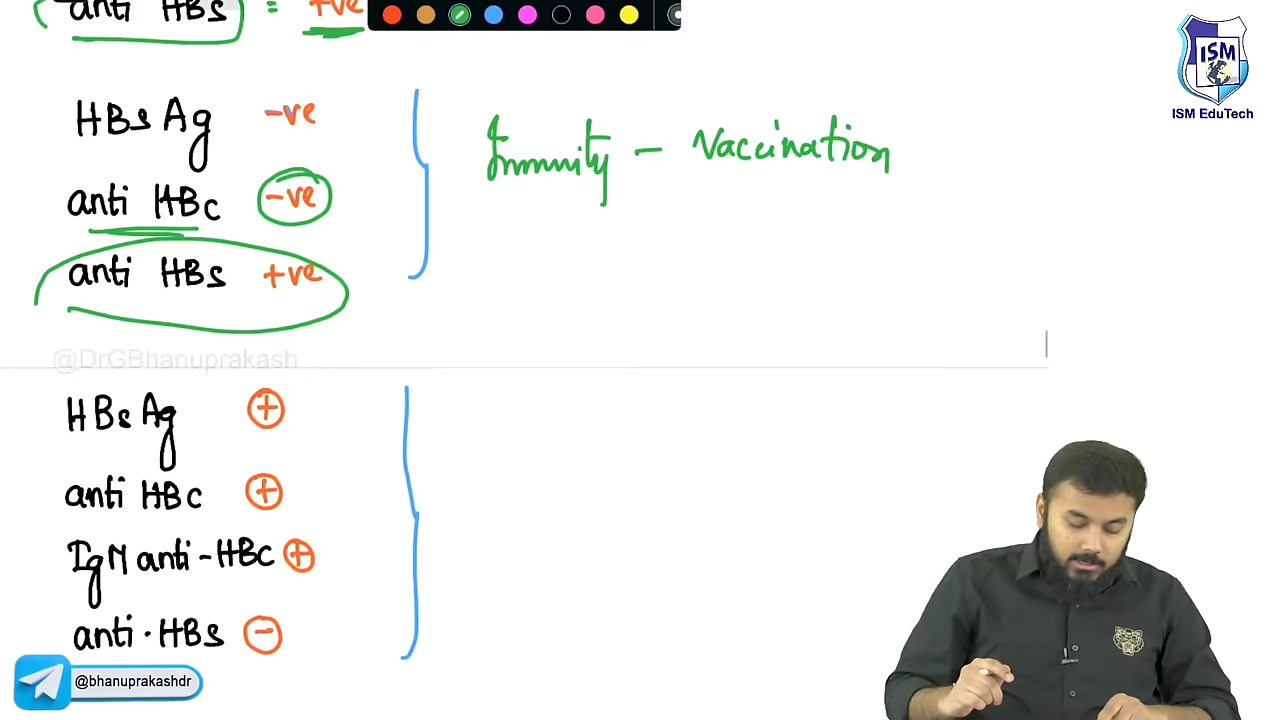 anti HBs = +ve
ISM
ISM EduTech
HBsAg -ve
Immunity - Vaccination
anti HBc -ve
anti HBs +ve
@DrGBhanuprakash
HBsAg +
anti HBc +
IgM anti-HBc +
anti-HBs -
@bhanuprakashdr